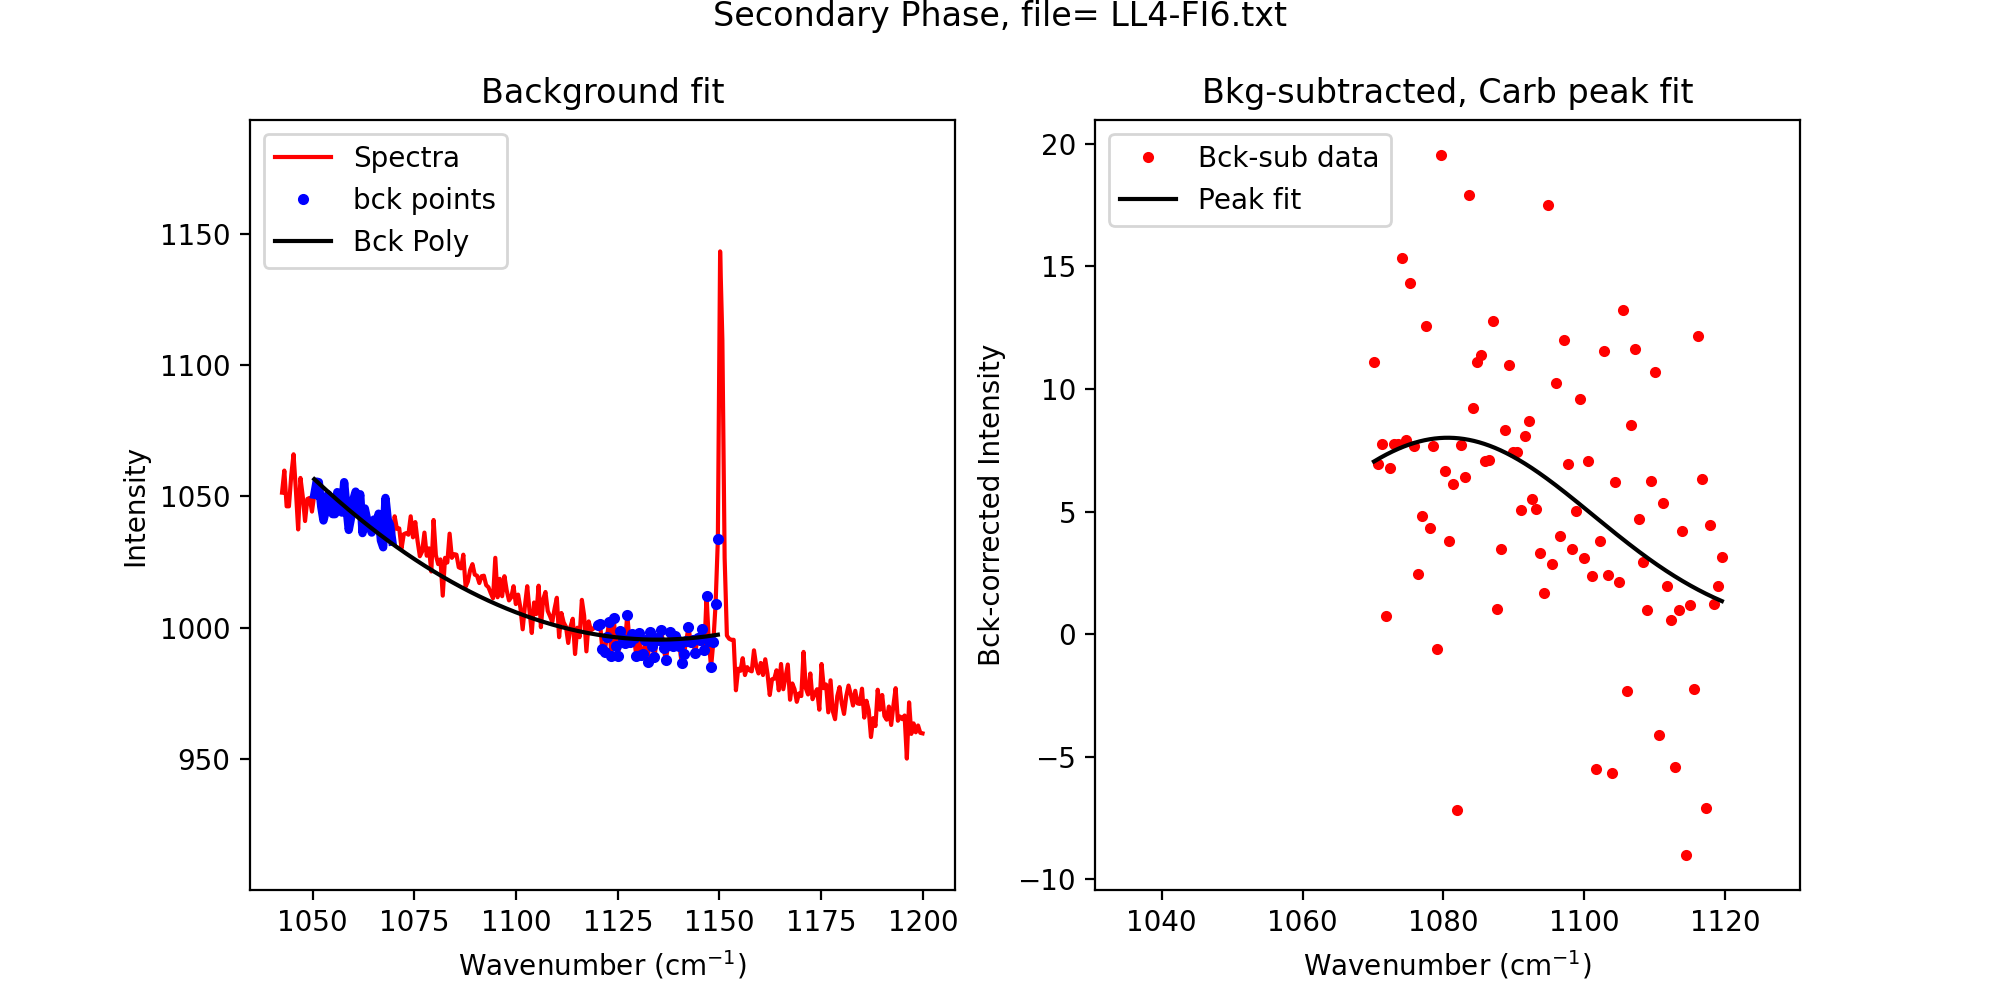 Secondary Phase, file= LL4-FI6.txt
Background fit
Spectra
bck points
Bck Poly
1150
1100
1050
1000
950
Intensity
1050 1075 1100 1125 1150 1175 1200
Wavenumber (cm⁻¹)
Bkg-subtracted, Carb peak fit
Bck-sub data
Peak fit
20
15
10
5
0
−5
−10
Bck-corrected Intensity
1040 1060 1080 1100 1120
Wavenumber (cm⁻¹)